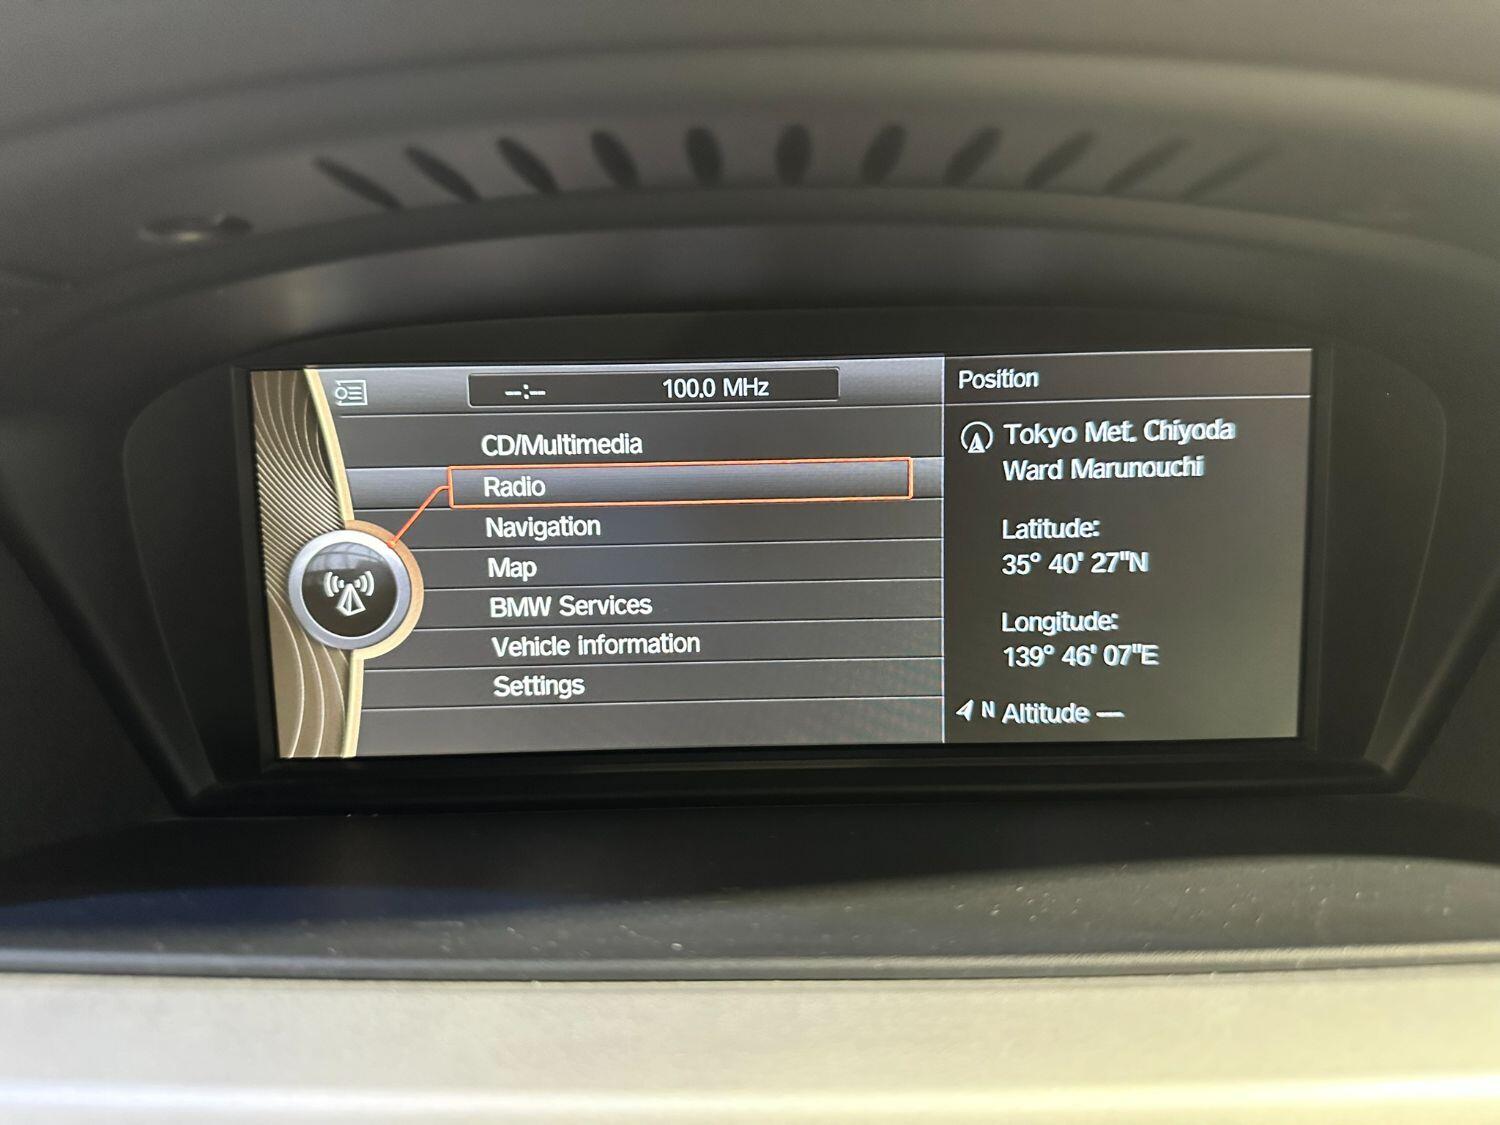 --:-- 100.0 MHz
CD/Multimedia
Radio
Navigation
Map
BMW Services
Vehicle information
Settings
Position
Tokyo Met. Chiyoda
Ward Marunouchi
Latitude:
35° 40' 27"N
Longitude:
139° 46' 07"E
N Altitude ---